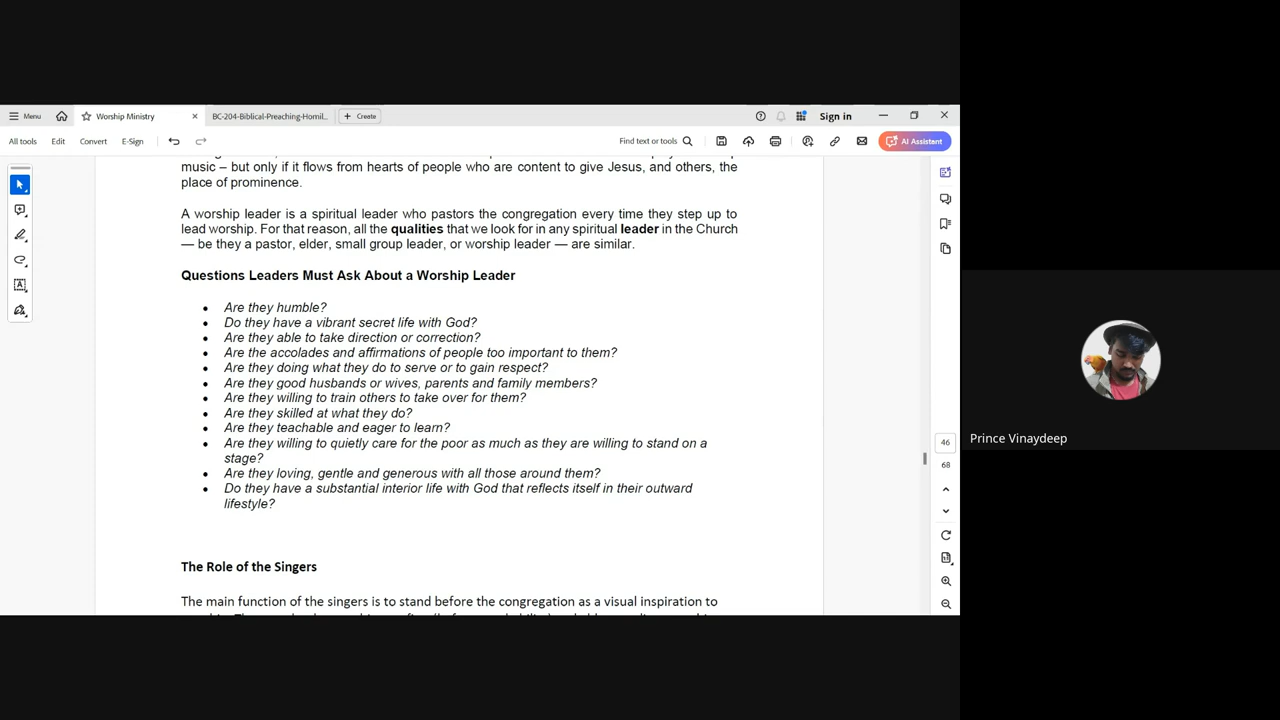 Menu
Worship Ministry
BC-204-Biblical-Preaching-Homil...
Create
Sign in
All tools Edit Convert E-Sign
Find text or tools
AI Assistant
music – but only if it flows from hearts of people who are content to give Jesus, and others, the
place of prominence.
A worship leader is a spiritual leader who pastors the congregation every time they step up to
lead worship. For that reason, all the qualities that we look for in any spiritual leader in the Church
— be they a pastor, elder, small group leader, or worship leader — are similar.
Questions Leaders Must Ask About a Worship Leader
• Are they humble?
• Do they have a vibrant secret life with God?
• Are they able to take direction or correction?
• Are the accolades and affirmations of people too important to them?
• Are they doing what they do to serve or to gain respect?
• Are they good husbands or wives, parents and family members?
• Are they willing to train others to take over for them?
• Are they skilled at what they do?
• Are they teachable and eager to learn?
• Are they willing to quietly care for the poor as much as they are willing to stand on a
stage?
• Are they loving, gentle and generous with all those around them?
• Do they have a substantial interior life with God that reflects itself in their outward
lifestyle?
The Role of the Singers
The main function of the singers is to stand before the congregation as a visual inspiration to
46
68
Prince Vinaydeep